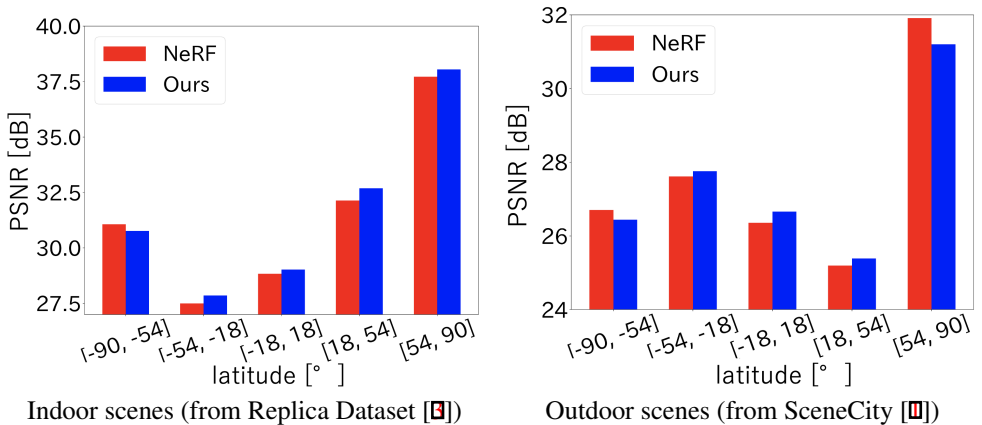 40.0
37.5
35.0
32.5
30.0
27.5
PSNR [dB]
NeRF
Ours
[-90, -54]
[-54, -18]
[-18, 18]
[18, 54]
[54, 90]
latitude [° ]
Indoor scenes (from Replica Dataset [3])
32
30
28
26
24
PSNR [dB]
NeRF
Ours
[-90, -54]
[-54, -18]
[-18, 18]
[18, 54]
[54, 90]
latitude [° ]
Outdoor scenes (from SceneCity [1])